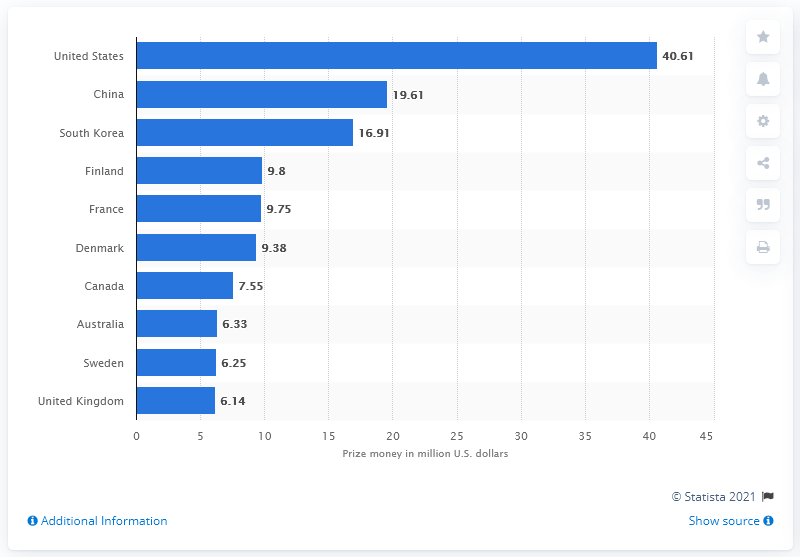 United States 40.61
China 19.61
South Korea 16.91
Finland 9.8
France 9.75
Denmark 9.38
Canada 7.55
Australia 6.33
Sweden 6.25
United Kingdom 6.14
0 5 10 15 20 25 30 35 40 45
Prize money in million U.S. dollars
© Statista 2021
Additional Information Show source